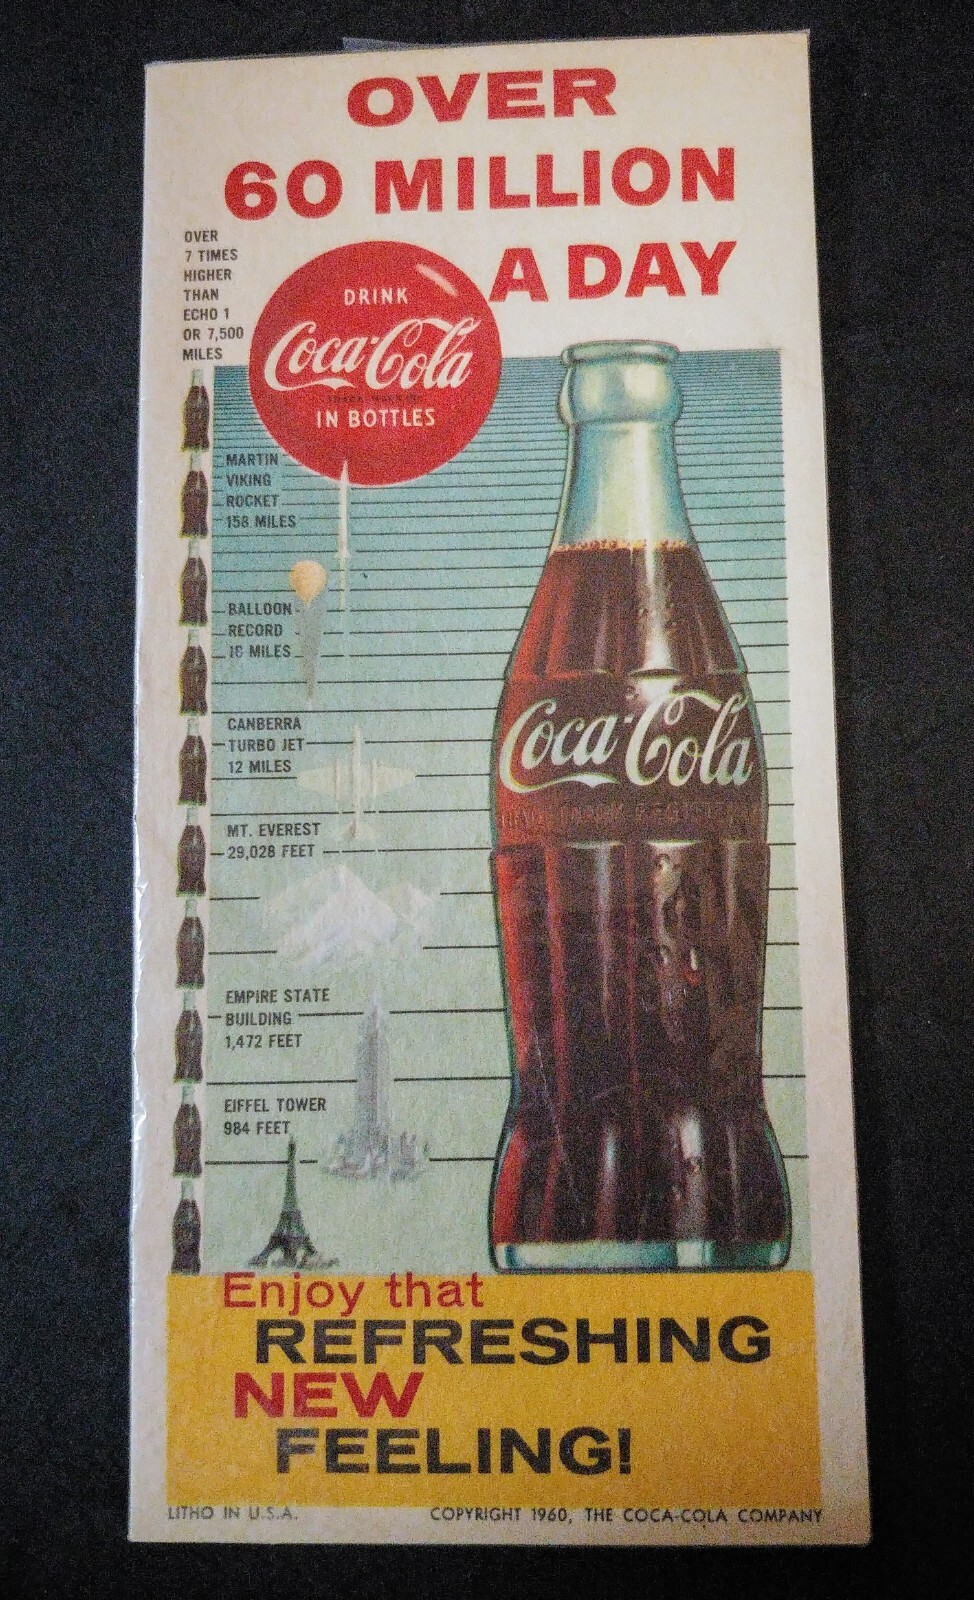 OVER
60 MILLION
A DAY
OVER
7 TIMES
HIGHER
THAN
ECHO 1
OR 7,500
MILES
DRINK
Coca-Cola
IN BOTTLES
MARTIN
VIKING
ROCKET
158 MILES
BALLOON
RECORD
MILES
CANBERRA
TURBO JET
12 MILES
Coca-Cola
MT. EVEREST
29,028 FEET
EMPIRE STATE
BUILDING
1,472 FEET
EIFFEL TOWER
984 FEET
Enjoy that
REFRESHING
NEW
FEELING!
LITHO IN U.S.A.
COPYRIGHT 1960, THE COCA-COLA COMPANY